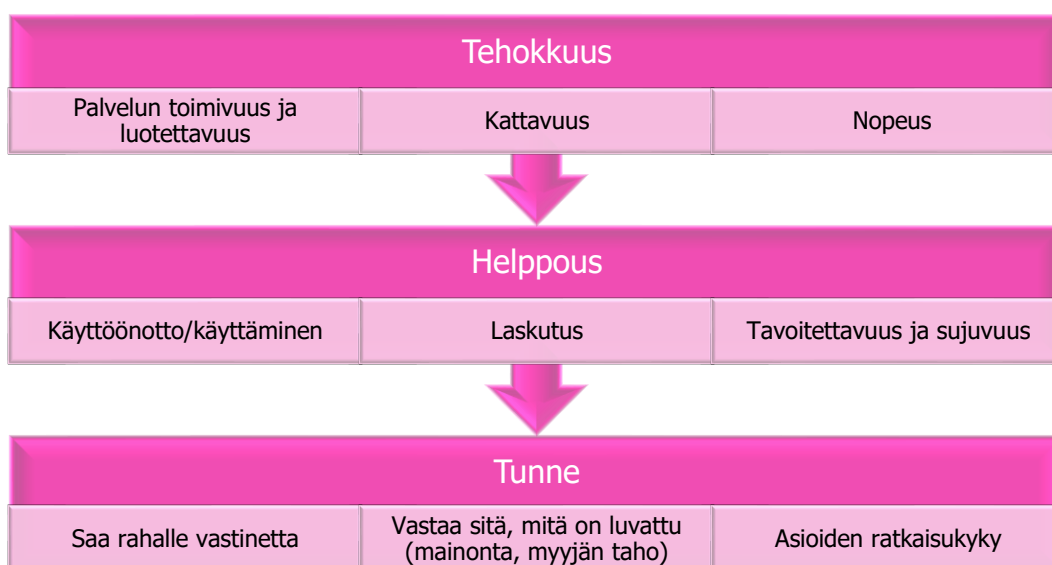 Tehokkuus
Palvelun toimivuus ja
luotettavuus
Kattavuus
Nopeus
Helppous
Käyttöönotto/käyttäminen
Laskutus
Tavoitettavuus ja sujuvuus
Tunne
Saa rahalle vastinetta
Vastaa sitä, mitä on luvattu
(mainonta, myyjän taho)
Asioiden ratkaisukyky